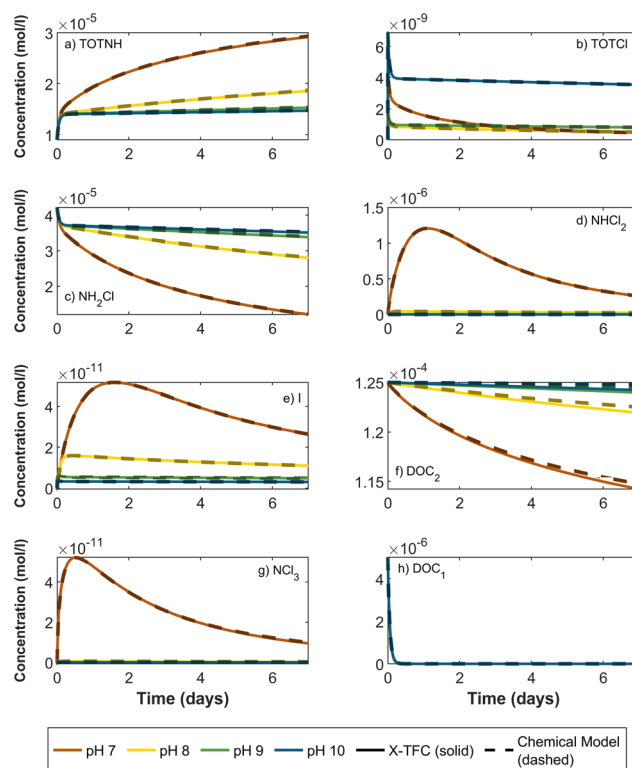 ×10⁻⁵
a) TOTNH
Concentration (mol/l)
3
2
1
0 2 4 6
×10⁻⁹
b) TOTCl
6
4
2
0
0 2 4 6
×10⁻⁵
c) NH₂Cl
Concentration (mol/l)
4
3
2
0 2 4 6
×10⁻⁶
d) NHCl₂
1.5
1
0.5
0
0 2 4 6
×10⁻¹¹
e) I
Concentration (mol/l)
4
2
0
0 2 4 6
×10⁻⁴
f) DOC₂
1.25
1.2
1.15
0 2 4 6
×10⁻¹¹
g) NCl₃
Concentration (mol/l)
4
2
0
0 2 4 6
Time (days)
×10⁻⁶
h) DOC₁
4
2
0
0 2 4 6
Time (days)
pH 7 pH 8 pH 9 pH 10 X-TFC (solid) Chemical Model
(dashed)